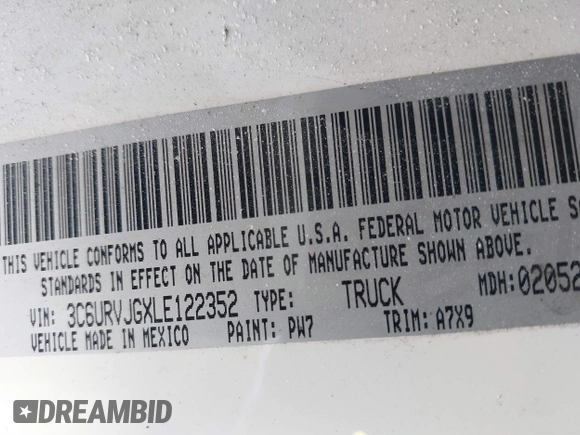 THIS VEHICLE CONFORMS TO ALL APPLICABLE U.S.A. FEDERAL MOTOR VEHICLE
STANDARDS IN EFFECT ON THE DATE OF MANUFACTURE SHOWN ABOVE.
VIN: 3C6URVJGXLE122352 TYPE: TRUCK MDH:02052
VEHICLE MADE IN MEXICO PAINT: PW7 TRIM: A7X9
DREAMBID